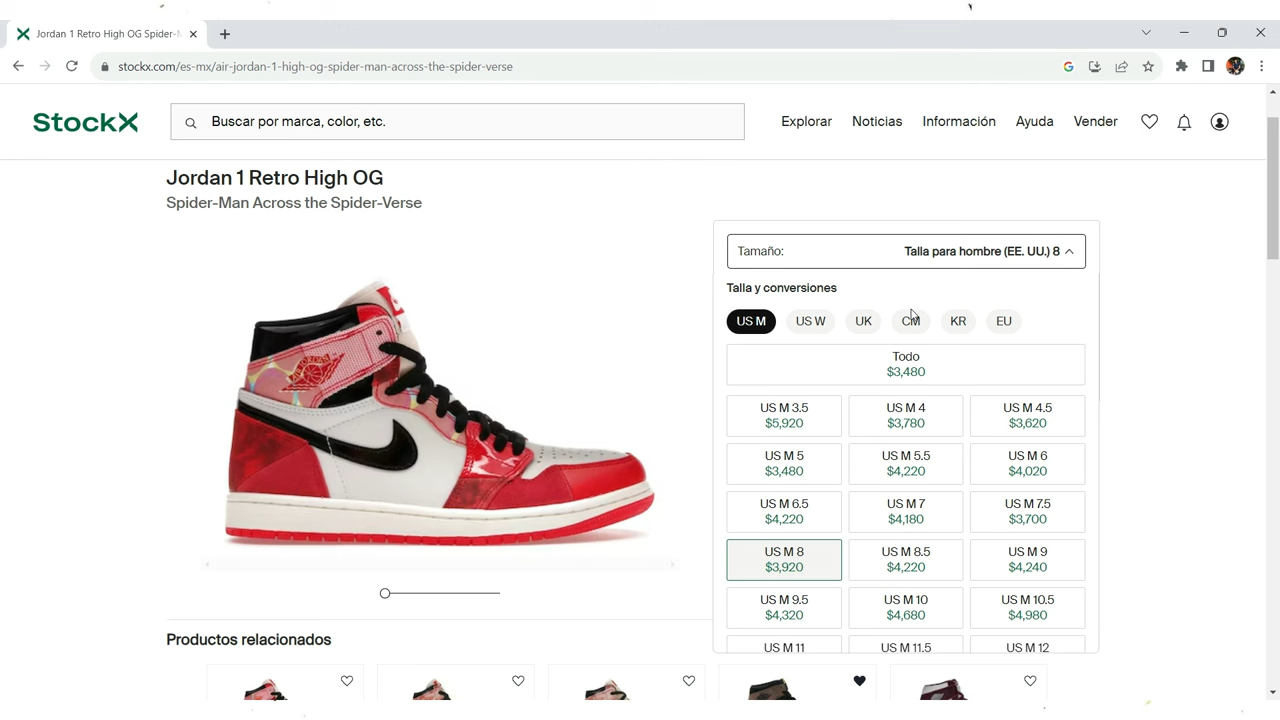 Jordan 1 Retro High OG Spider-M
stockx.com/es-mx/air-jordan-1-high-og-spider-man-across-the-spider-verse
StockX
Buscar por marca, color, etc.
Explorar
Noticias
Información
Ayuda
Vender
Jordan 1 Retro High OG
Spider-Man Across the Spider-Verse
Tamaño:
Talla para hombre (EE. UU.) 8
Talla y conversiones
US M
US W
UK
CM
KR
EU
Todo
$3,480
US M 3.5
$5,920
US M 4
$3,780
US M 4.5
$3,620
US M 5
$3,480
US M 5.5
$4,220
US M 6
$4,020
US M 6.5
$4,220
US M 7
$4,180
US M 7.5
$3,700
US M 8
$3,920
US M 8.5
$4,220
US M 9
$4,240
US M 9.5
$4,320
US M 10
$4,680
US M 10.5
$4,980
US M 11
US M 11.5
US M 12
Productos relacionados